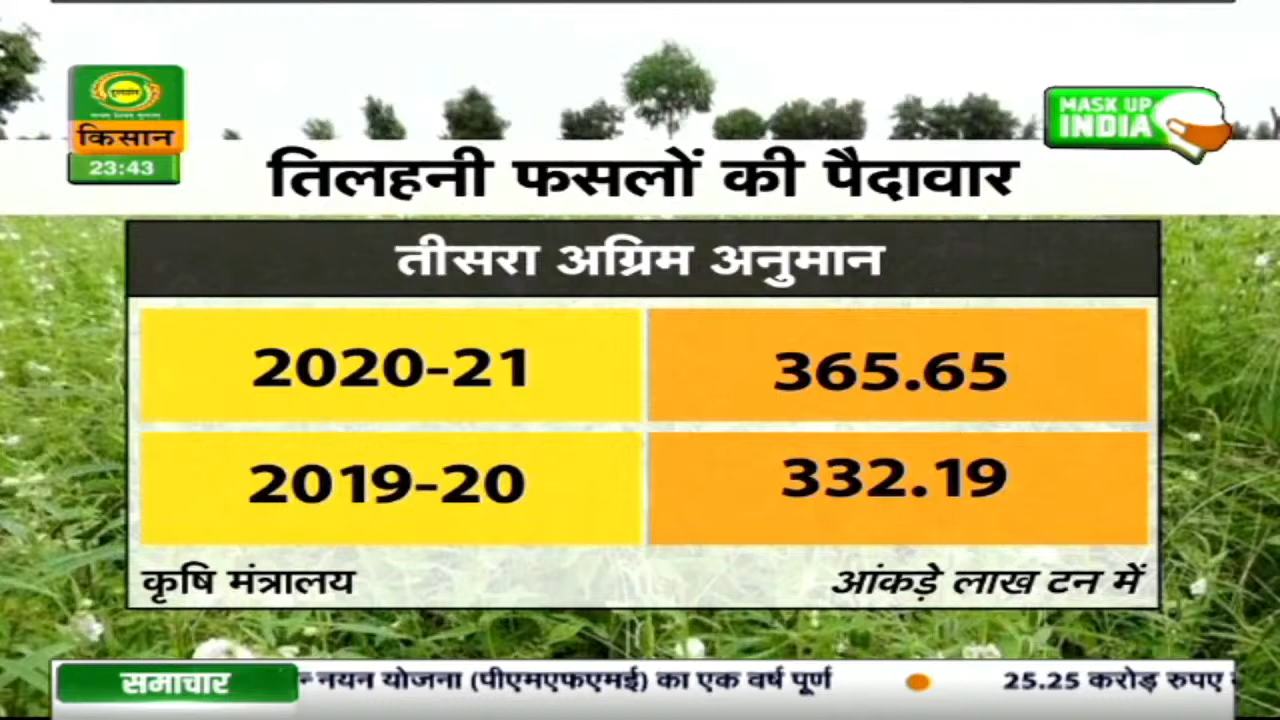 किसान
23:43
MASK UP
INDIA
तिलहनी फसलों की पैदावार
तीसरा अग्रिम अनुमान
2020-21 365.65
2019-20 332.19
कृषि मंत्रालय आंकड़े लाख टन में
समाचार नयन योजना (पीएमएफएमई) का एक वर्ष पूर्ण 25.25 करोड़ रुपए